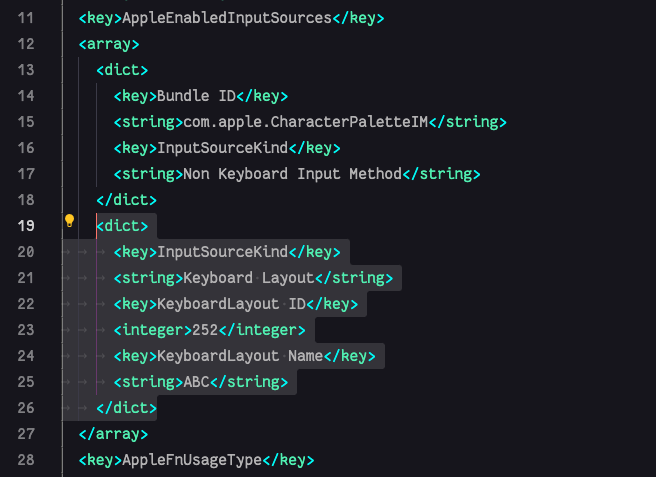 11 <key>AppleEnabledInputSources</key>
12 <array>
13 <dict>
14 <key>Bundle ID</key>
15 <string>com.apple.CharacterPaletteIM</string>
16 <key>InputSourceKind</key>
17 <string>Non Keyboard Input Method</string>
18 </dict>
19 <dict>
20 <key>InputSourceKind</key>
21 <string>Keyboard Layout</string>
22 <key>KeyboardLayout ID</key>
23 <integer>252</integer>
24 <key>KeyboardLayout Name</key>
25 <string>ABC</string>
26 </dict>
27 </array>
28 <key>AppleFnUsageType</key>